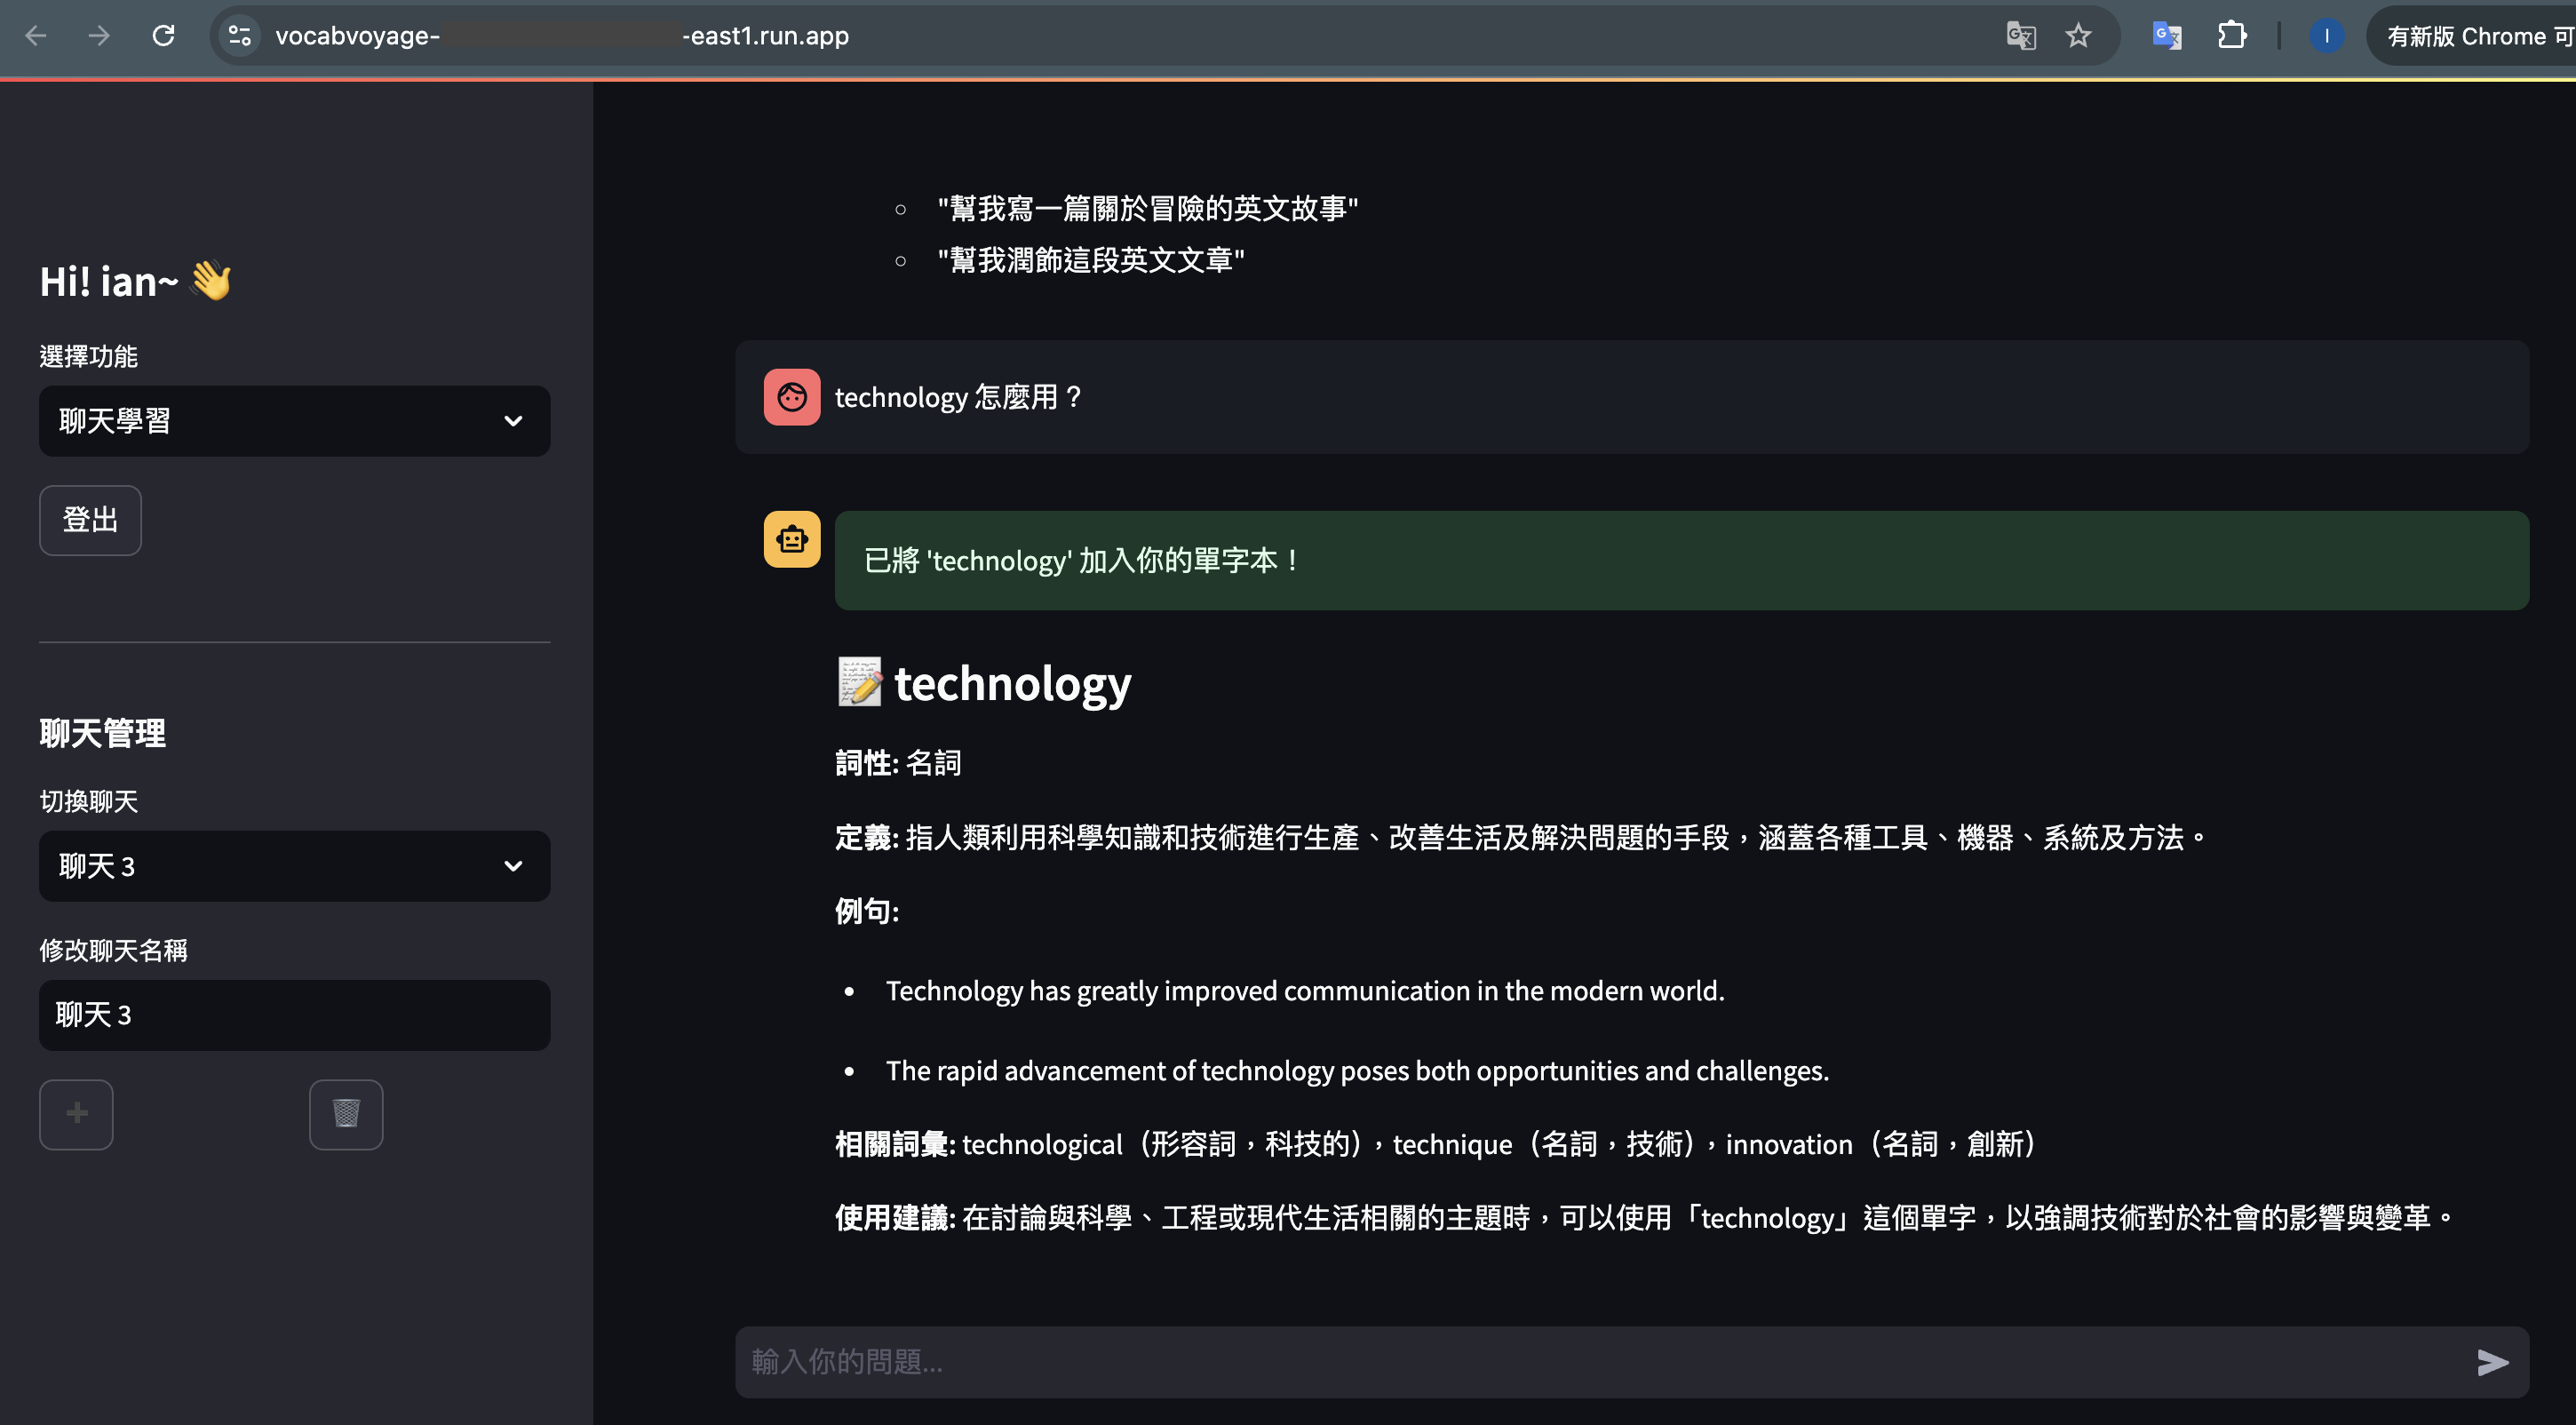 vocabvoyage- -east1.run.app
有新版 Chrome 可
Hi! ian~ 👋
選擇功能
聊天學習
登出
聊天管理
切換聊天
聊天 3
修改聊天名稱
聊天 3
"幫我寫一篇關於冒險的英文故事"
"幫我潤飾這段英文文章"
technology 怎麼用？
已將 'technology' 加入你的單字本！
📝 technology
詞性: 名詞
定義: 指人類利用科學知識和技術進行生產、改善生活及解決問題的手段，涵蓋各種工具、機器、系統及方法。
例句:
• Technology has greatly improved communication in the modern world.
• The rapid advancement of technology poses both opportunities and challenges.
相關詞彙: technological（形容詞，科技的），technique（名詞，技術），innovation（名詞，創新）
使用建議: 在討論與科學、工程或現代生活相關的主題時，可以使用「technology」這個單字，以強調技術對於社會的影響與變革。
輸入你的問題...